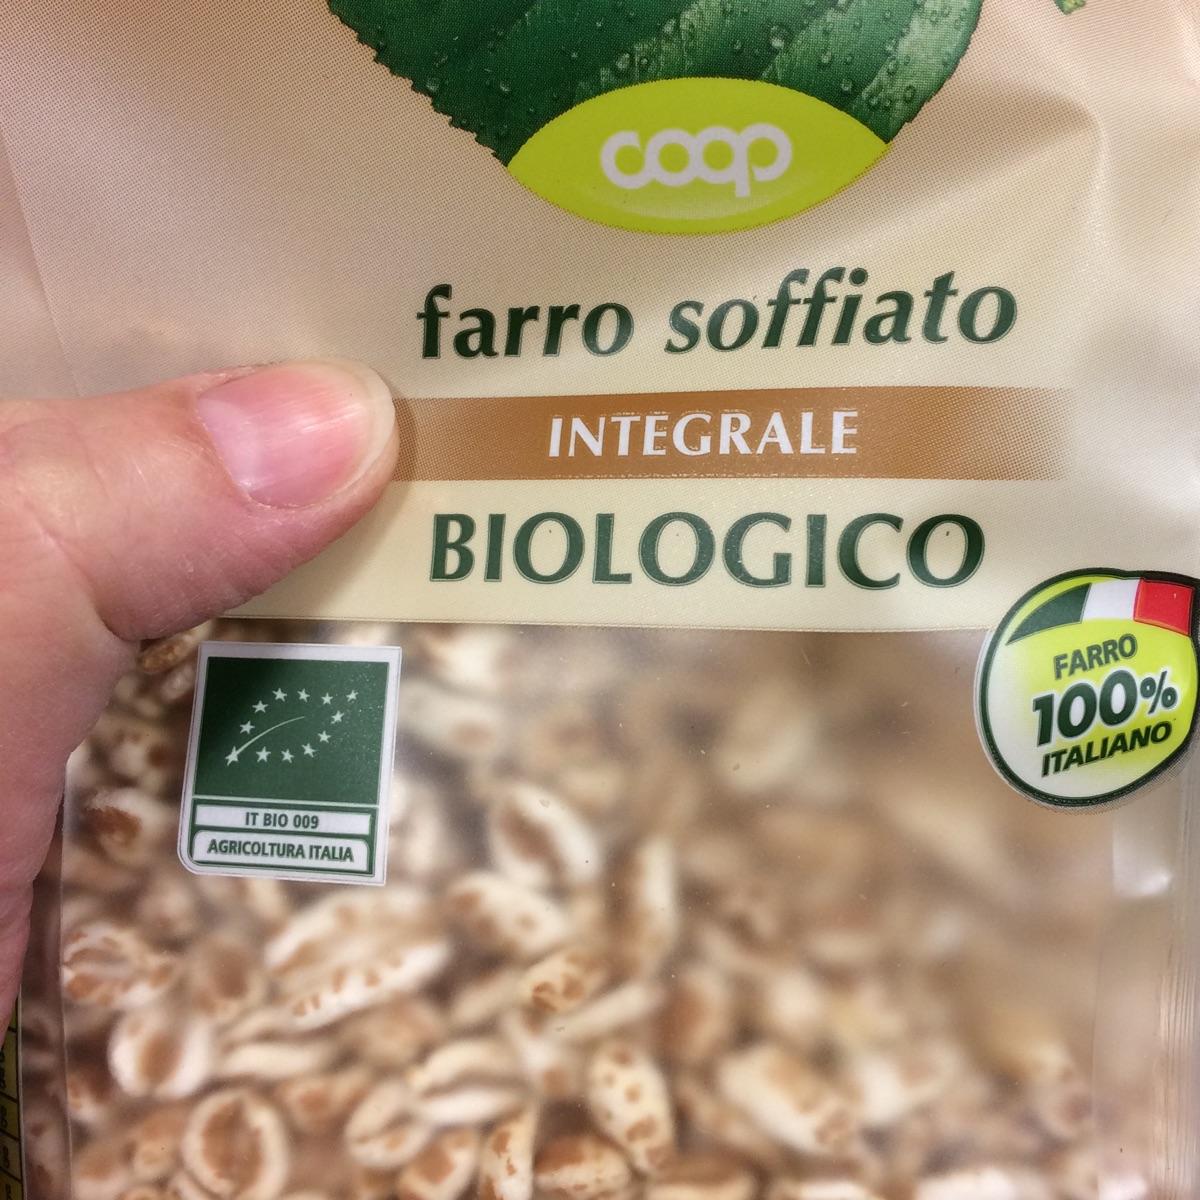 coop
farro soffiato
INTEGRALE
BIOLOGICO
FARRO
100%
ITALIANO
IT BIO 009
AGRICOLTURA ITALIA